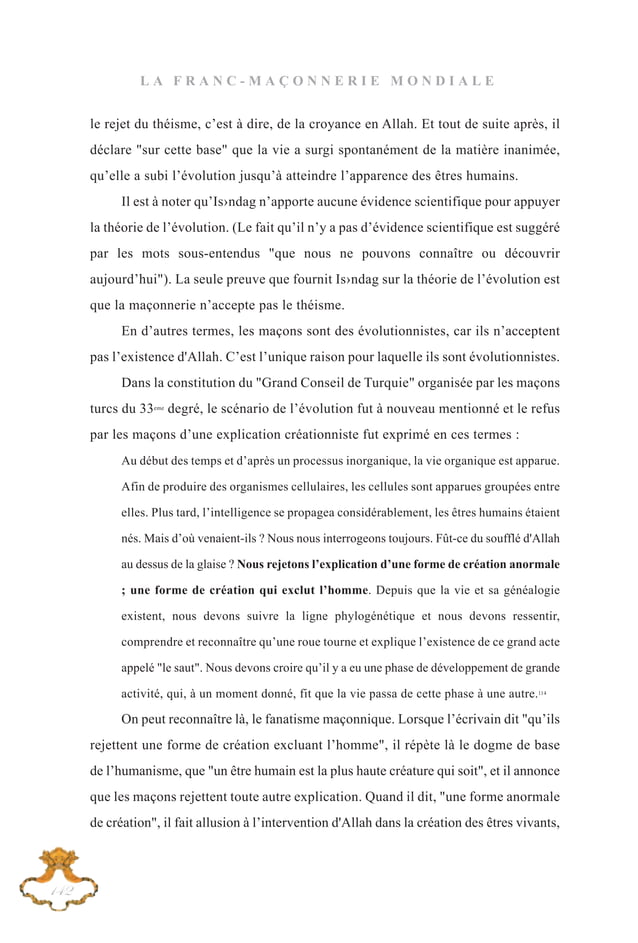 LA FRANC-MAÇONNERIE MONDIALE
le rejet du théisme, c’est à dire, de la croyance en Allah. Et tout de suite après, il
déclare "sur cette base" que la vie a surgi spontanément de la matière inanimée,
qu’elle a subi l’évolution jusqu’à atteindre l’apparence des êtres humains.
Il est à noter qu’Is›ndag n’apporte aucune évidence scientifique pour appuyer
la théorie de l’évolution. (Le fait qu’il n’y a pas d’évidence scientifique est suggéré
par les mots sous-entendus "que nous ne pouvons connaître ou découvrir
aujourd’hui"). La seule preuve que fournit Is›ndag sur la théorie de l’évolution est
que la maçonnerie n’accepte pas le théisme.
En d’autres termes, les maçons sont des évolutionnistes, car ils n’acceptent
pas l’existence d'Allah. C’est l’unique raison pour laquelle ils sont évolutionnistes.
Dans la constitution du "Grand Conseil de Turquie" organisée par les maçons
turcs du 33eme degré, le scénario de l’évolution fut à nouveau mentionné et le refus
par les maçons d’une explication créationniste fut exprimé en ces termes :
Au début des temps et d’après un processus inorganique, la vie organique est apparue.
Afin de produire des organismes cellulaires, les cellules sont apparues groupées entre
elles. Plus tard, l’intelligence se propagea considérablement, les êtres humains étaient
nés. Mais d’où venaient-ils ? Nous nous interrogeons toujours. Fût-ce du soufflé d'Allah
au dessus de la glaise ? Nous rejetons l’explication d’une forme de création anormale
; une forme de création qui exclut l’homme. Depuis que la vie et sa généalogie
existent, nous devons suivre la ligne phylogénétique et nous devons ressentir,
comprendre et reconnaître qu’une roue tourne et explique l’existence de ce grand acte
appelé "le saut". Nous devons croire qu’il y a eu une phase de développement de grande
activité, qui, à un moment donné, fit que la vie passa de cette phase à une autre.114
On peut reconnaître là, le fanatisme maçonnique. Lorsque l’écrivain dit "qu’ils
rejettent une forme de création excluant l’homme", il répète là le dogme de base
de l’humanisme, que "un être humain est la plus haute créature qui soit", et il annonce
que les maçons rejettent toute autre explication. Quand il dit, "une forme anormale
de création", il fait allusion à l’intervention d'Allah dans la création des êtres vivants,
142